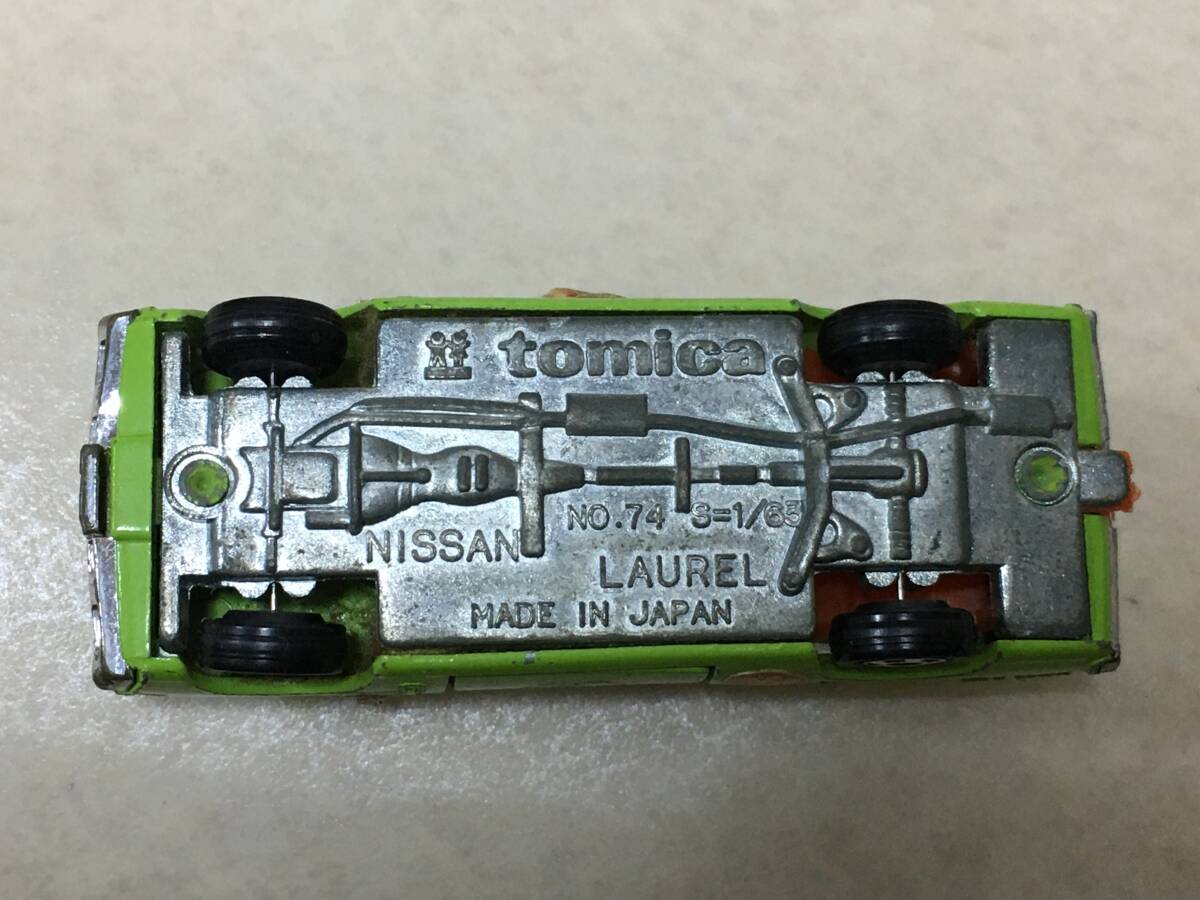 tomica
NO.74 S=1/65
NISSAN
LAUREL
MADE IN JAPAN